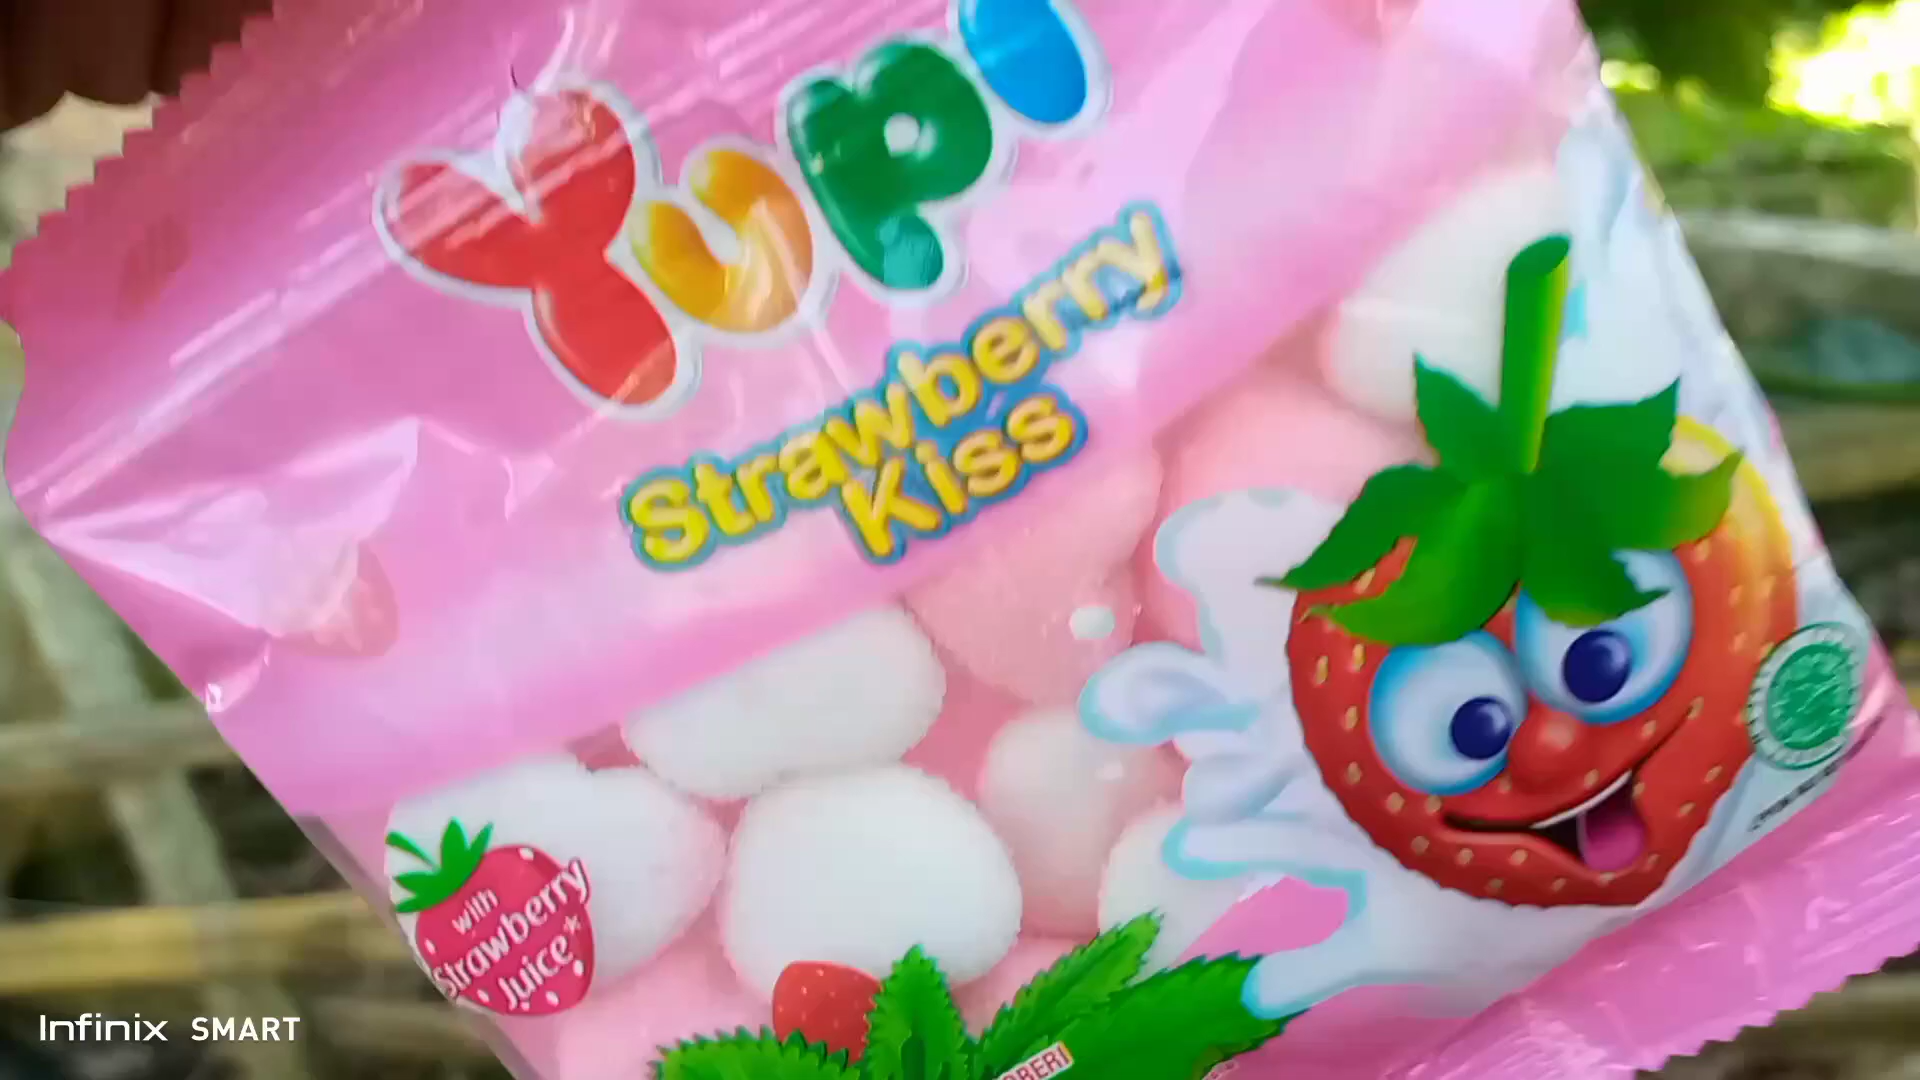 Yupi
Strawberry
Kiss
with
Strawberry
Juice*
Infinix SMART